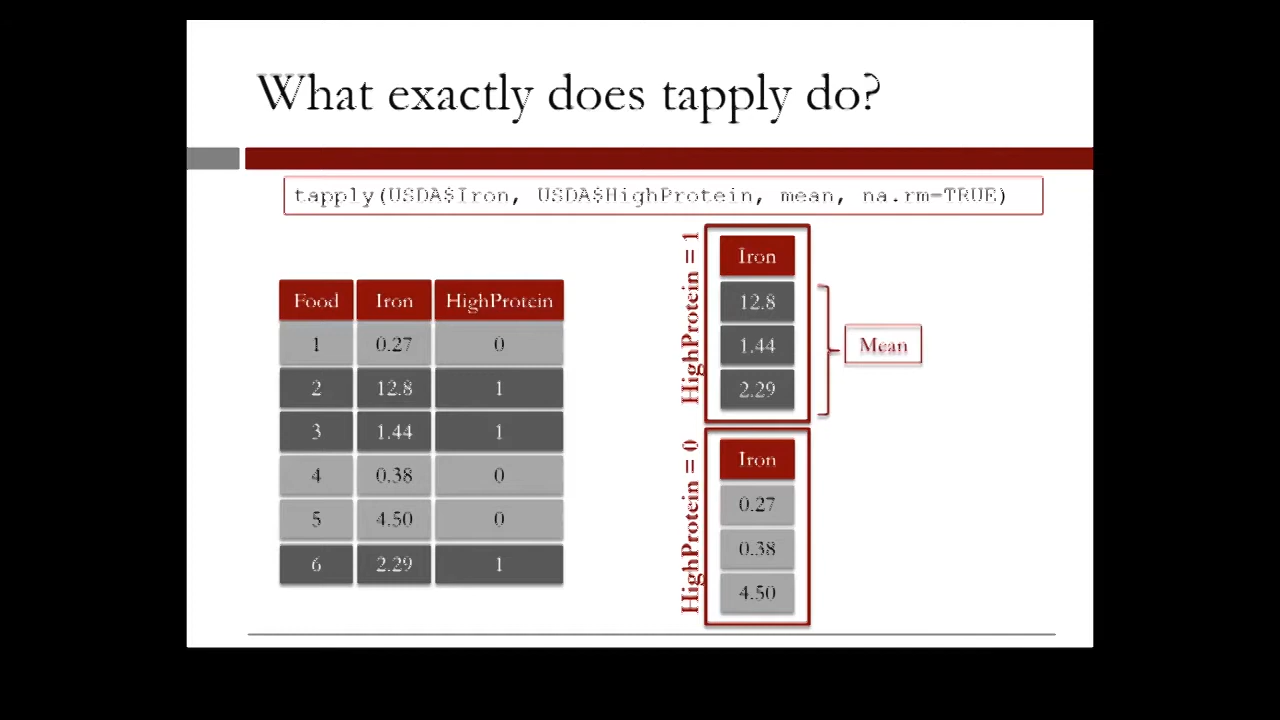 What exactly does tapply do?
tapply(USDA$Iron, USDA$HighProtein, mean, na.rm=TRUE)
Food Iron HighProtein
1 0.27 0
2 12.8 1
3 1.44 1
4 0.38 0
5 4.50 0
6 2.29 1
HighProtein = 1
Iron
12.8
1.44
2.29
Mean
HighProtein = 0
Iron
0.27
0.38
4.50